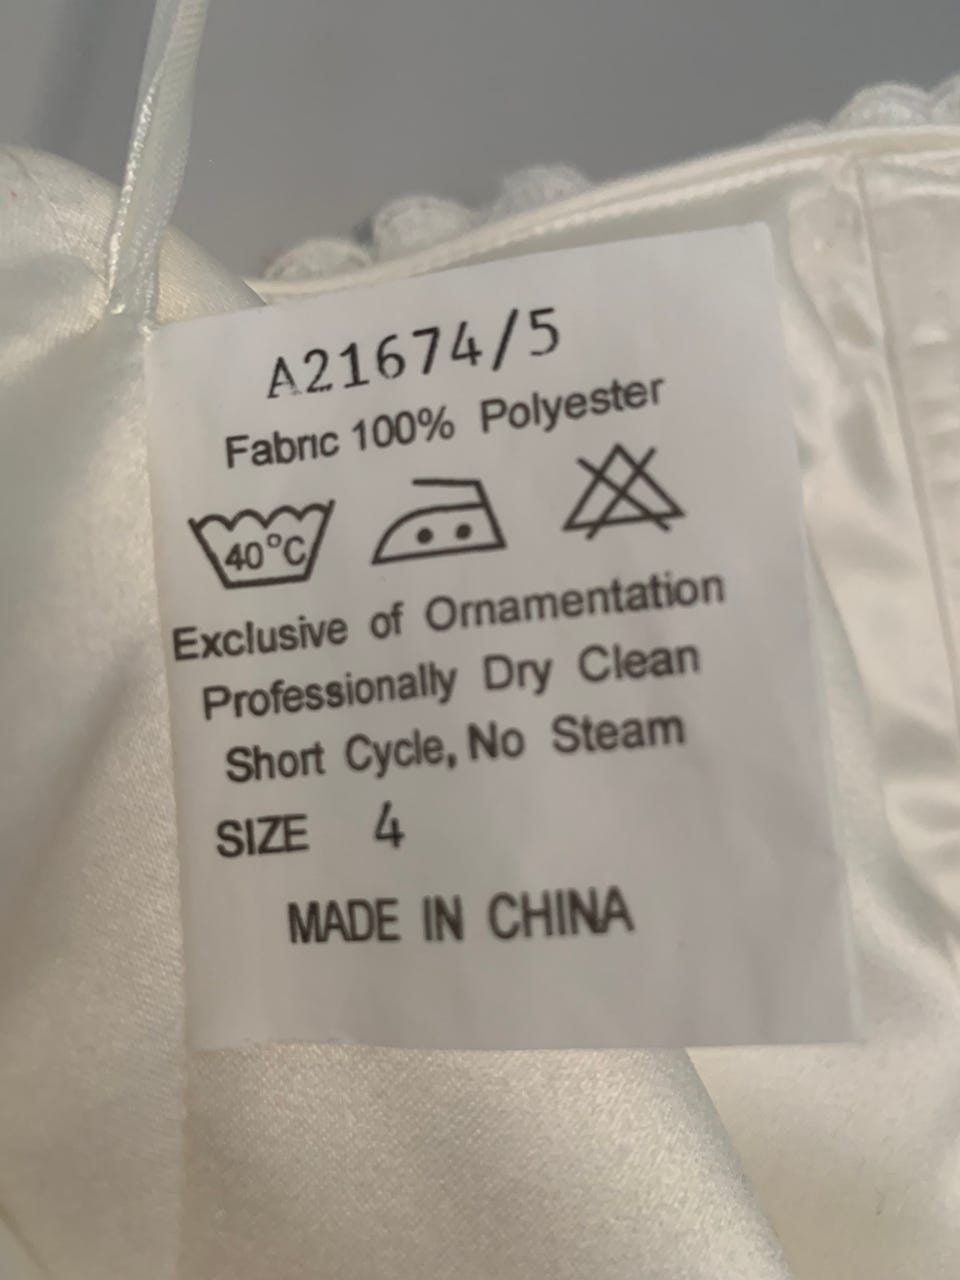 A21674/5
Fabric 100% Polyester
40°C
Exclusive of Ornamentation
Professionally Dry Clean
Short Cycle, No Steam
SIZE 4
MADE IN CHINA